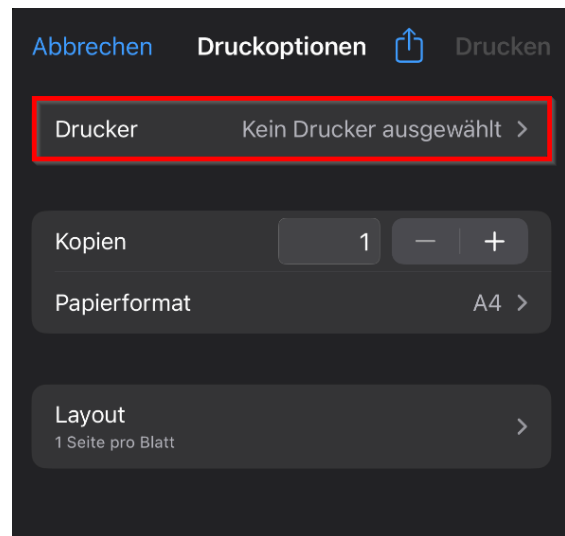 Abbrechen Druckoptionen Drucken
Drucker Kein Drucker ausgewählt
Kopien 1
Papierformat A4
Layout
1 Seite pro Blatt